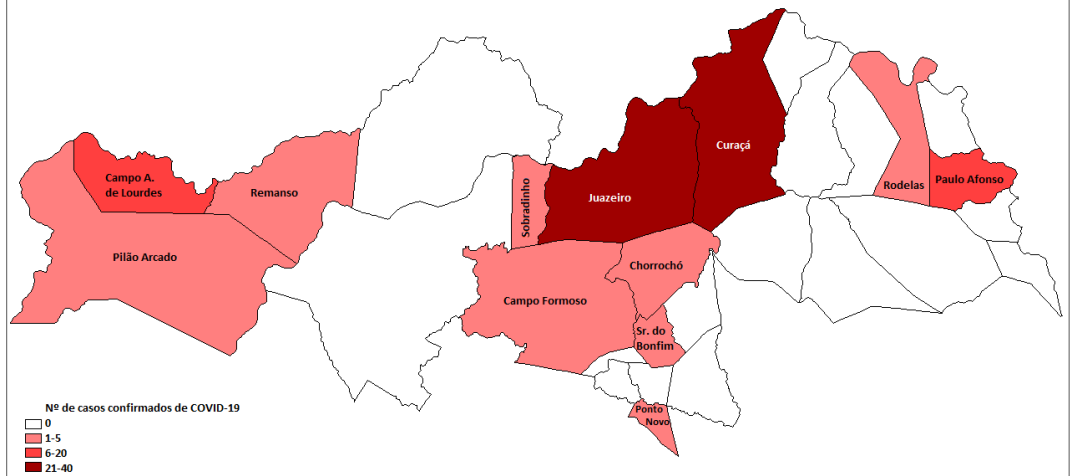 Curaçá
Campo A.
de Lourdes
Paulo Afonso
Rodelas
Remanso
Sobradinho
Juazeiro
Pilão Arcado
Chorrochó
Campo Formoso
Sr. do
Bonfim
Ponto
Novo
Nº de casos confirmados de COVID-19
0
1-5
6-20
21-40